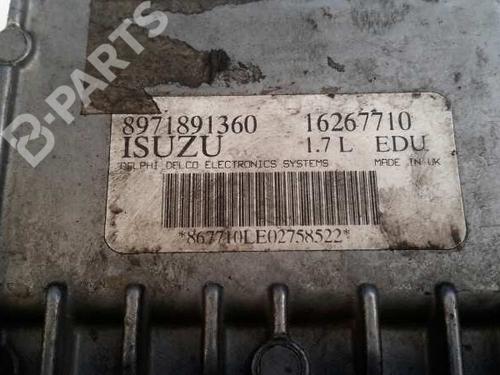 B-PARTS
8971891360 16267710
ISUZU 1.7 L EDU
DELPHI DELCO ELECTRONICS SYSTEMS MADE IN UK
*867710LE02758522*